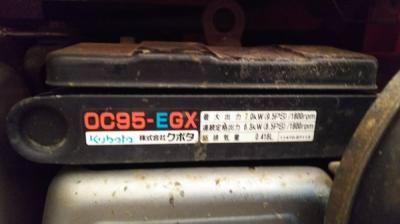 OC95-EGX
Kubota 株式会社クボタ
最大出力 7.0kW(9.5PS)/1800rpm
連続定格出力 6.3kW(8.5PS)/1800rpm
総排気量 0.416L